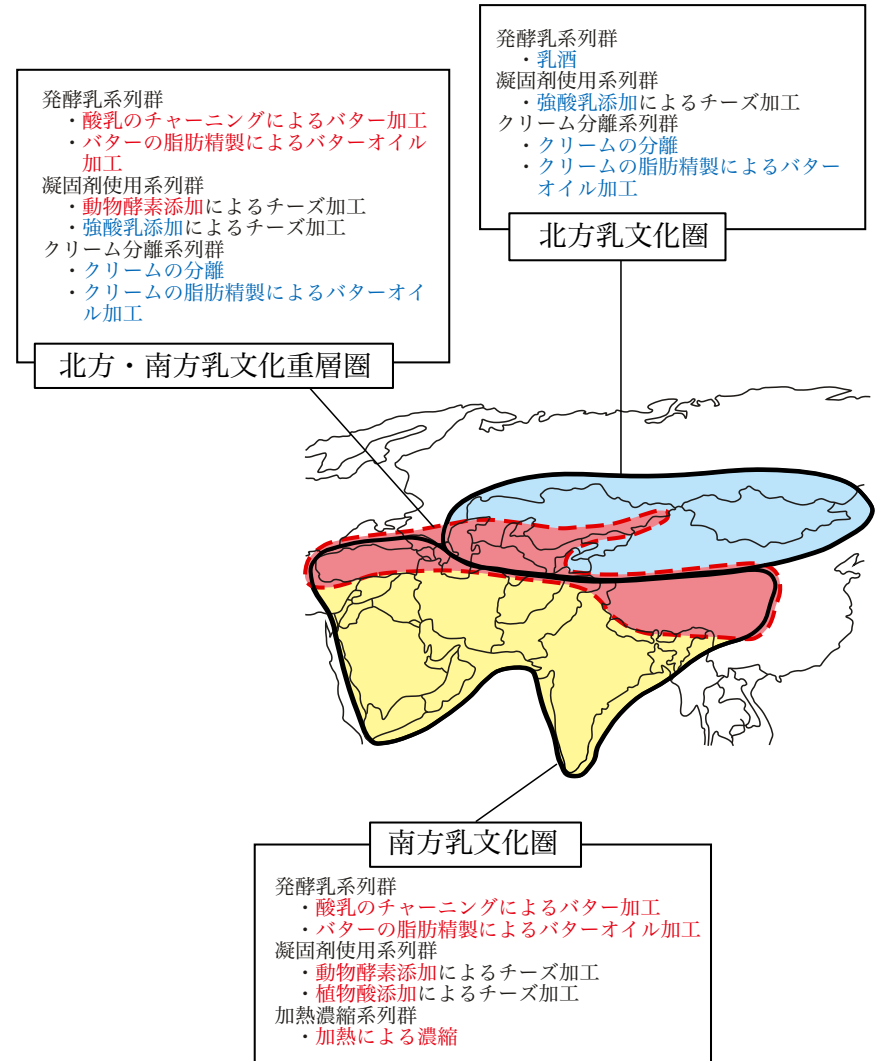 発酵乳系列群
・乳酒
凝固剤使用系列群
・強酸乳添加によるチーズ加工
クリーム分離系列群
・クリームの分離
・クリームの脂肪精製によるバター
オイル加工
北方乳文化圏
発酵乳系列群
・酸乳のチャーニングによるバター加工
・バターの脂肪精製によるバターオイル
加工
凝固剤使用系列群
・動物酵素添加によるチーズ加工
・強酸乳添加によるチーズ加工
クリーム分離系列群
・クリームの分離
・クリームの脂肪精製によるバターオイ
ル加工
北方・南方乳文化重層圏
南方乳文化圏
発酵乳系列群
・酸乳のチャーニングによるバター加工
・バターの脂肪精製によるバターオイル加工
凝固剤使用系列群
・動物酵素添加によるチーズ加工
・植物酸添加によるチーズ加工
加熱濃縮系列群
・加熱による濃縮